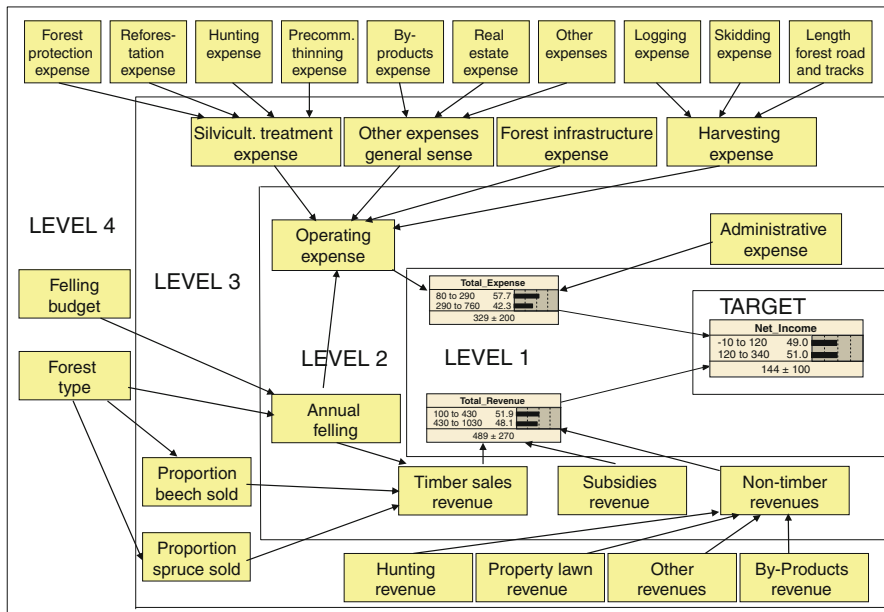 Forest
protection
expense
Refores-
tation
expense
Hunting
expense
Precomm.
thinning
expense
By-
products
expense
Real
estate
expense
Other
expenses
Logging
expense
Skidding
expense
Length
forest road
and tracks
Silvicult. treatment
expense
Other expenses
general sense
Forest infrastructure
expense
Harvesting
expense
LEVEL 4
Operating
expense
Administrative
expense
LEVEL 3
Felling
budget
Total_Expense
80 to 290 57.7
290 to 760 42.3
329 ± 200
TARGET
Net_Income
-10 to 120 49.0
120 to 340 51.0
144 ± 100
LEVEL 2
LEVEL 1
Forest
type
Annual
felling
Total_Revenue
100 to 430 51.9
430 to 1030 48.1
489 ± 270
Proportion
beech sold
Timber sales
revenue
Subsidies
revenue
Non-timber
revenues
Proportion
spruce sold
Hunting
revenue
Property lawn
revenue
Other
revenues
By-Products
revenue